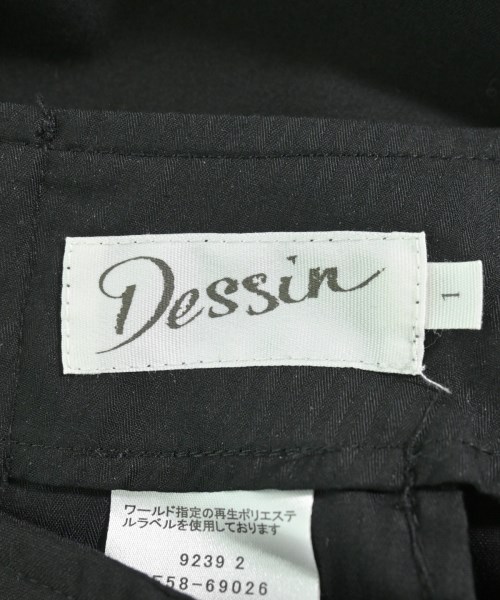 Dessin
1
ワールド指定の再生ポリエステ
ルラベルを使用しております
9239 2
58-69026